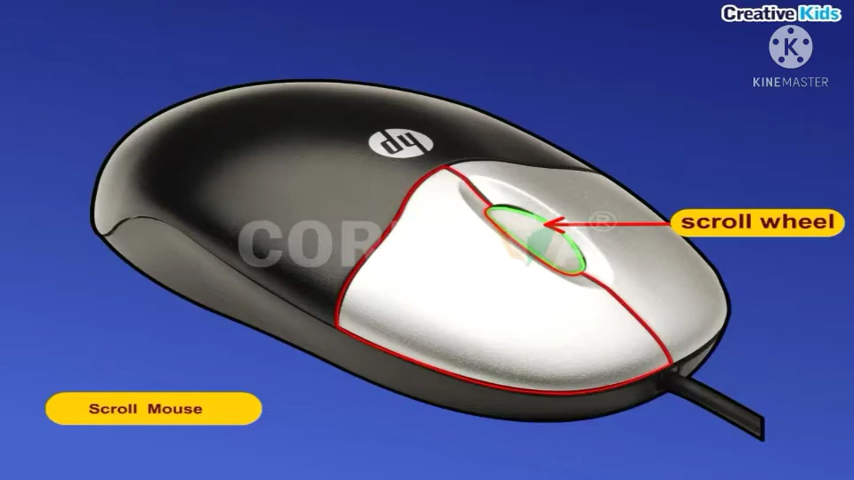 Creative Kids
KINEMASTER
hp
scroll wheel
Scroll Mouse